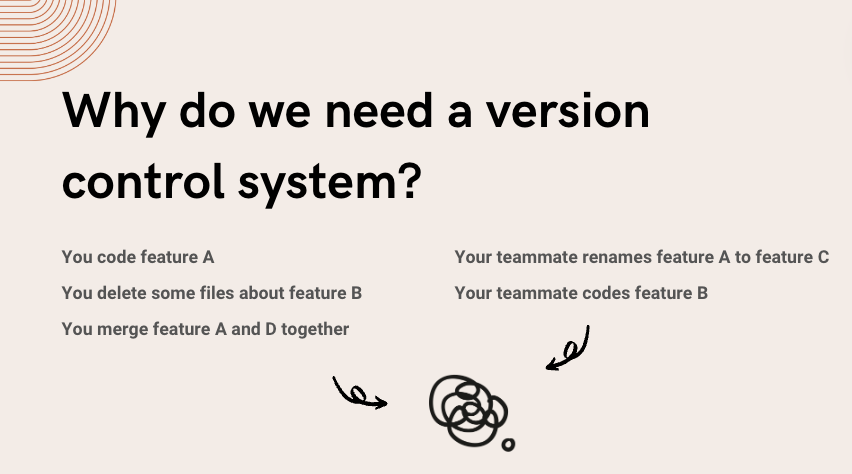 Why do we need a version
control system?
You code feature A
You delete some files about feature B
You merge feature A and D together
Your teammate renames feature A to feature C
Your teammate codes feature B